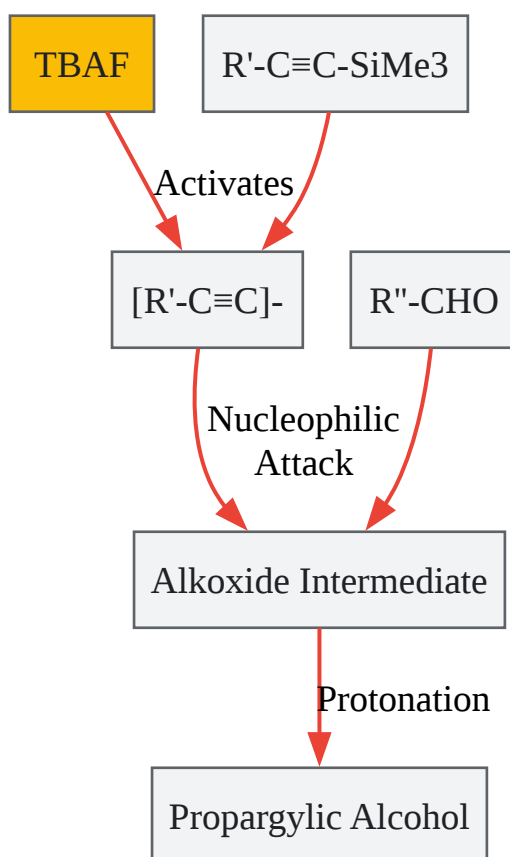 TBAF
R'-C≡C-SiMe3
Activates
[R'-C≡C]-
R"-CHO
Nucleophilic
Attack
Alkoxide Intermediate
Protonation
Propargylic Alcohol